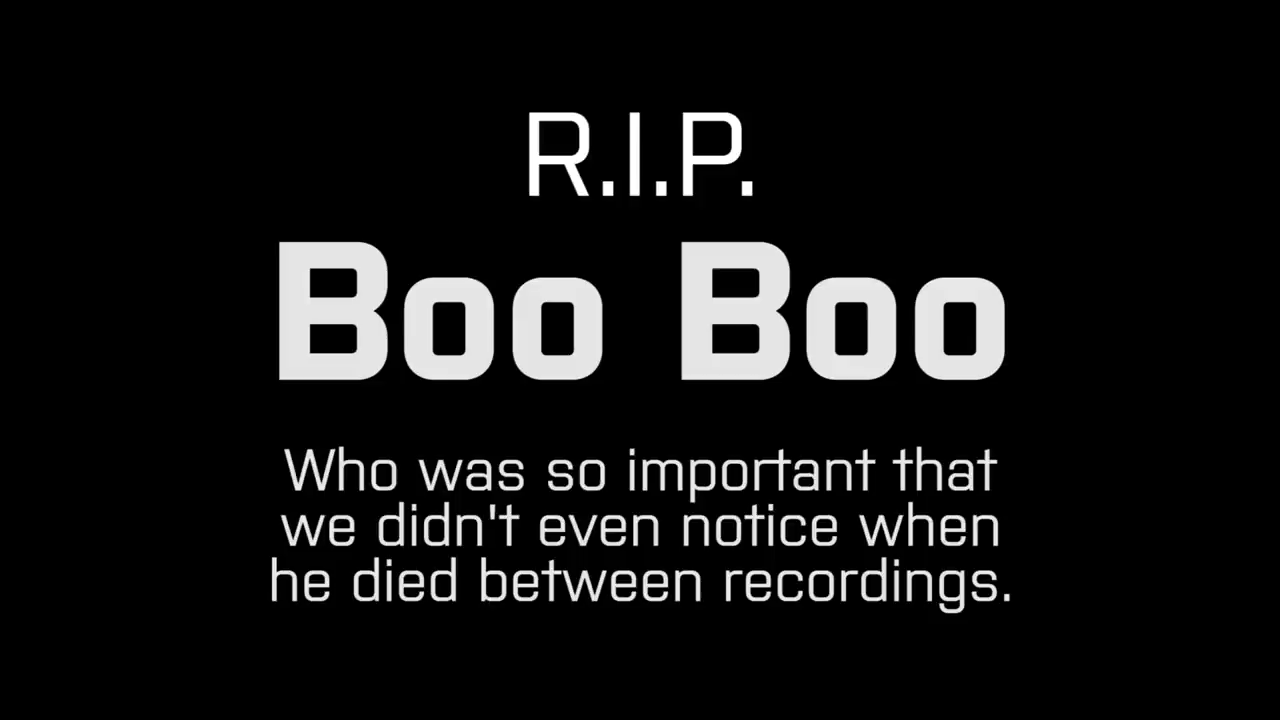 R.I.P.
Boo Boo
Who was so important that
we didn't even notice when
he died between recordings.